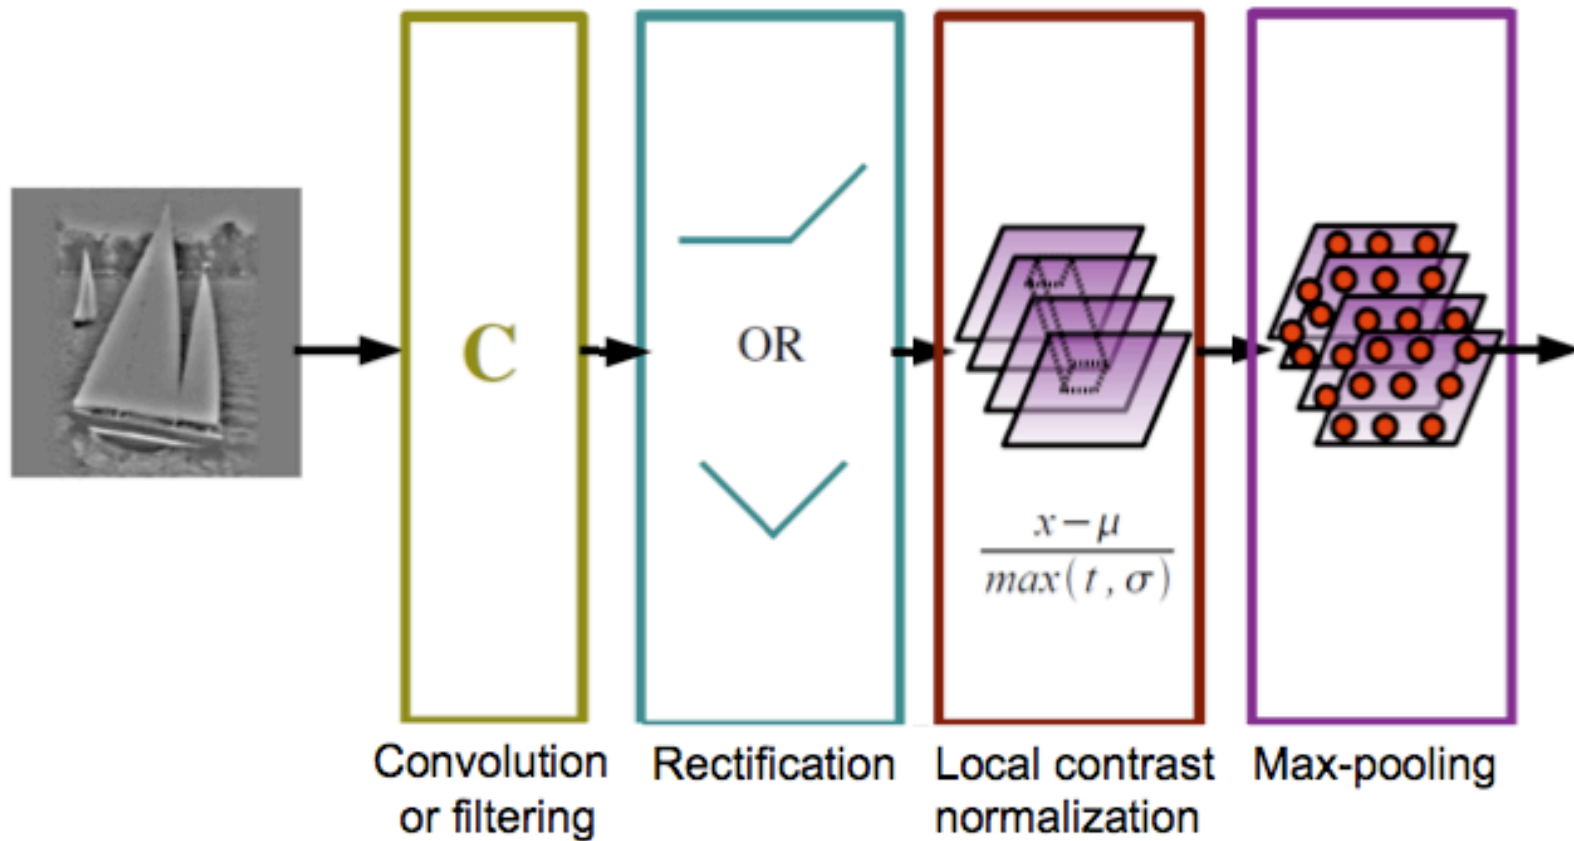 C
OR
x − μ
max( t , σ)
Convolution
or filtering
Rectification
Local contrast
normalization
Max-pooling